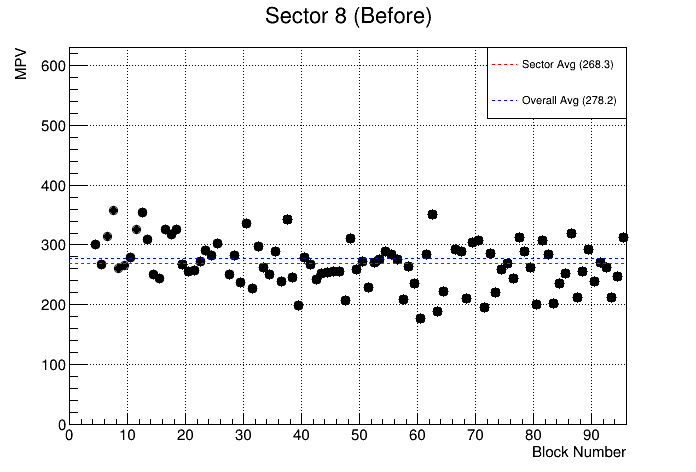 Sector 8 (Before)
MPV
600
500
400
300
200
100
0
Sector Avg (268.3)
Overall Avg (278.2)
0 10 20 30 40 50 60 70 80 90
Block Number